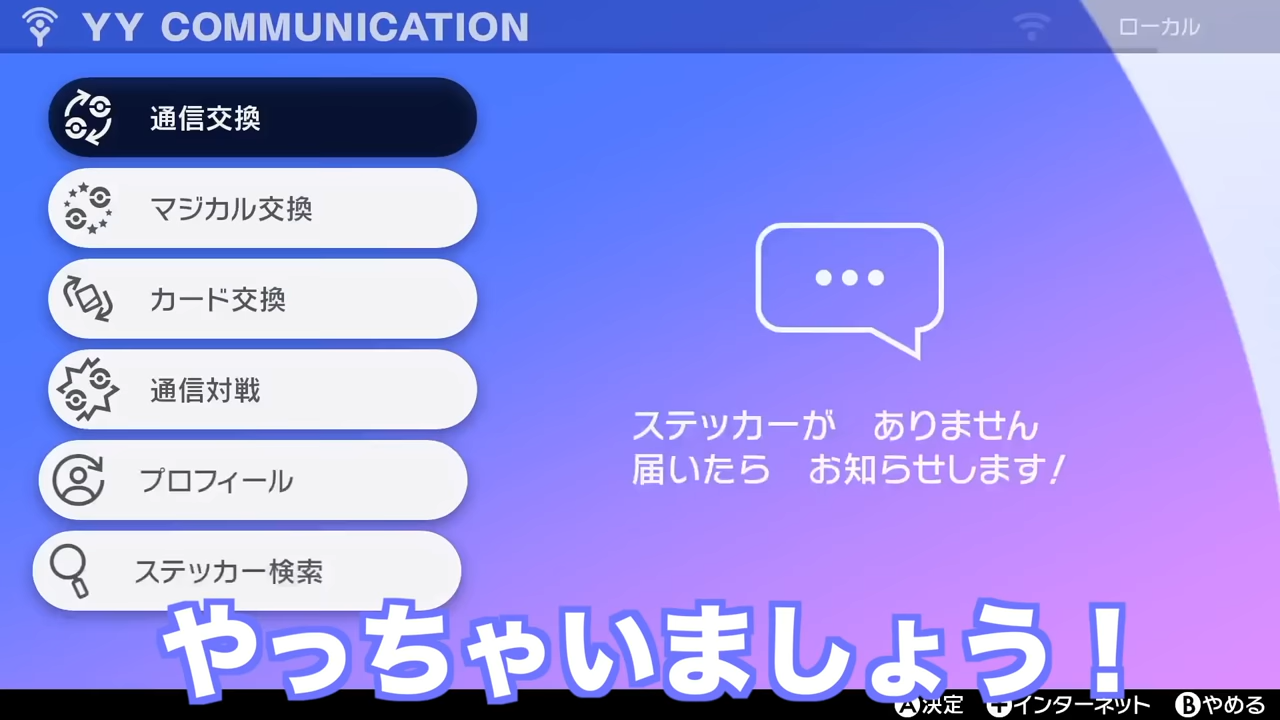 YY COMMUNICATION
ローカル
通信交換
マジカル交換
カード交換
通信対戦
プロフィール
ステッカー検索
ステッカーが　ありません
届いたら　お知らせします!
やっちゃいましょう！
A決定 +インターネット Bやめる